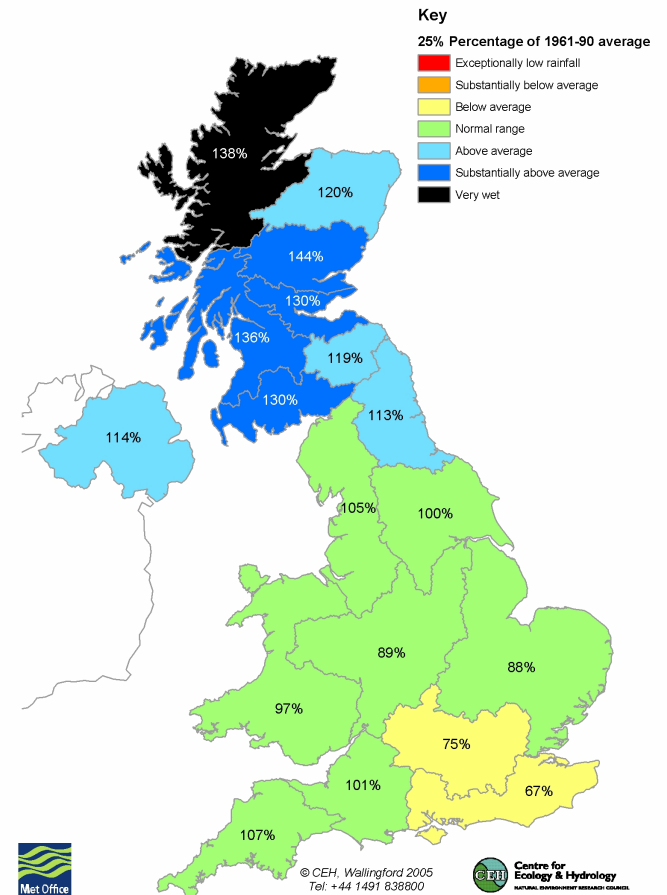 Key
25% Percentage of 1961-90 average
Exceptionally low rainfall
Substantially below average
Below average
Normal range
Above average
Substantially above average
Very wet
138%
120%
144%
130%
136%
119%
130%
113%
114%
105%
100%
89%
88%
97%
75%
101%
67%
107%
© CEH, Wallingford 2005
Tel: +44 1491 838800
Met Office
CEH
Centre for
Ecology & Hydrology
NATURAL ENVIRONMENT RESEARCH COUNCIL